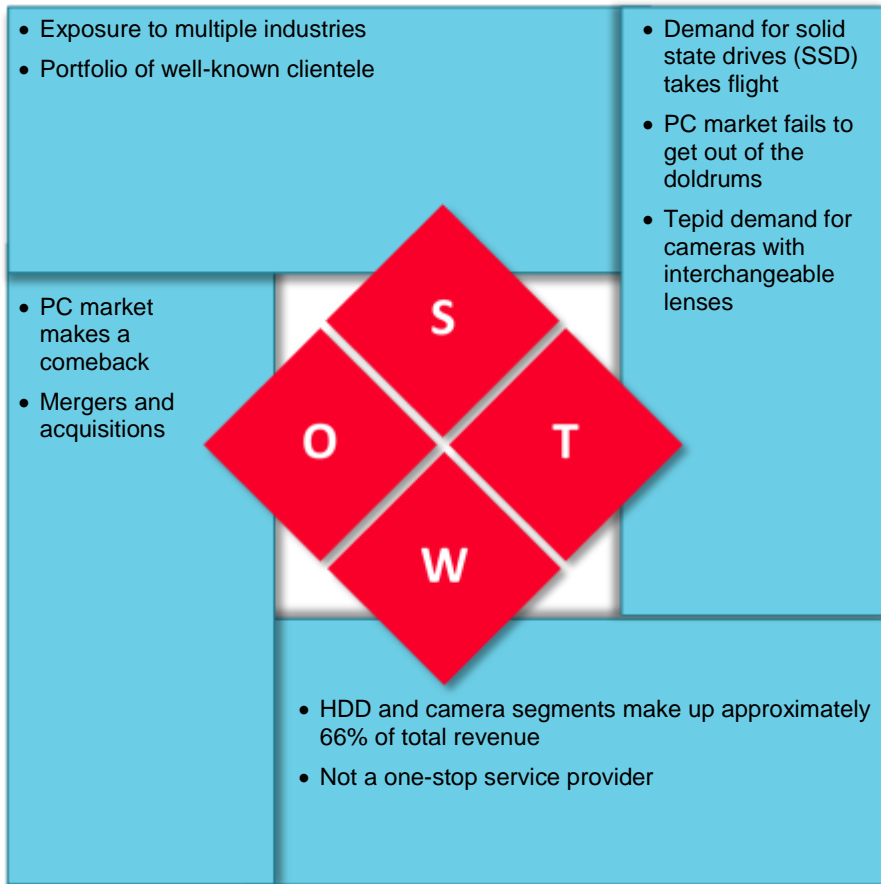 • Exposure to multiple industries
• Portfolio of well-known clientele
• Demand for solid
state drives (SSD)
takes flight
• PC market fails to
get out of the
doldrums
• Tepid demand for
cameras with
interchangeable
lenses
• PC market
makes a
comeback
• Mergers and
acquisitions
S
O
T
W
• HDD and camera segments make up approximately
66% of total revenue
• Not a one-stop service provider